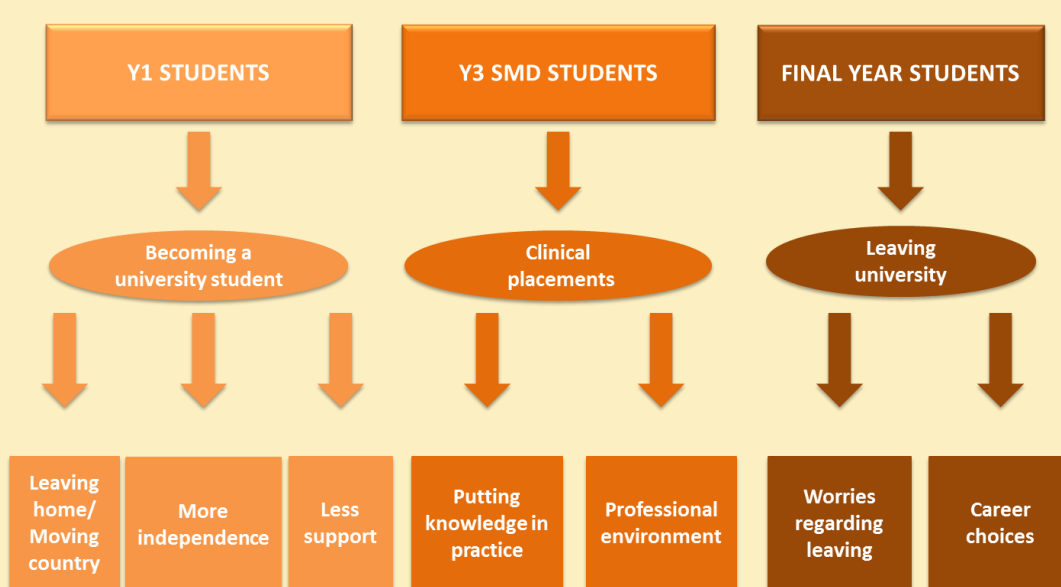 Y1 STUDENTS
Y3 SMD STUDENTS
FINAL YEAR STUDENTS
Becoming a
university student
Clinical
placements
Leaving
university
Leaving
home/
Moving
country
More
independence
Less
support
Putting
knowledge in
practice
Professional
environment
Worries
regarding
leaving
Career
choices